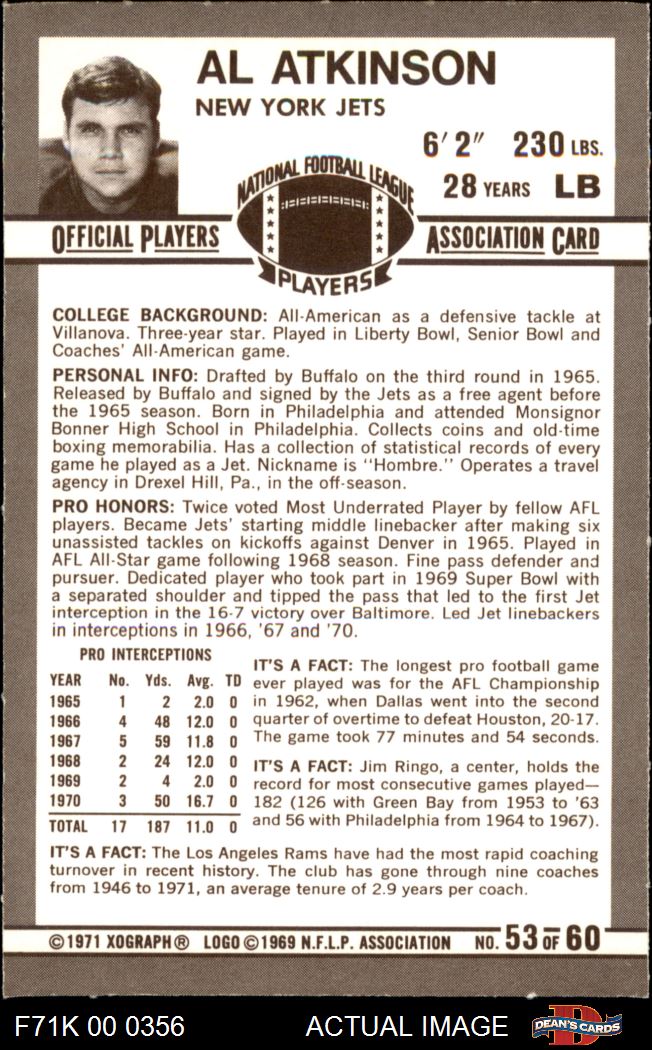 AL ATKINSON
NEW YORK JETS
6' 2" 230 LBS.
28 YEARS LB
NATIONAL FOOTBALL LEAGUE
PLAYERS
OFFICIAL PLAYERS
ASSOCIATION CARD
COLLEGE BACKGROUND: All-American as a defensive tackle at
Villanova. Three-year star. Played in Liberty Bowl, Senior Bowl and
Coaches' All-American game.
PERSONAL INFO: Drafted by Buffalo on the third round in 1965.
Released by Buffalo and signed by the Jets as a free agent before
the 1965 season. Born in Philadelphia and attended Monsignor
Bonner High School in Philadelphia. Collects coins and old-time
boxing memorabilia. Has a collection of statistical records of every
game he played as a Jet. Nickname is "Hombre." Operates a travel
agency in Drexel Hill, Pa., in the off-season.
PRO HONORS: Twice voted Most Underrated Player by fellow AFL
players. Became Jets' starting middle linebacker after making six
unassisted tackles on kickoffs against Denver in 1965. Played in
AFL All-Star game following 1968 season. Fine pass defender and
pursuer. Dedicated player who took part in 1969 Super Bowl with
a separated shoulder and tipped the pass that led to the first Jet
interception in the 16-7 victory over Baltimore. Led Jet linebackers
in interceptions in 1966, '67 and '70.
PRO INTERCEPTIONS
YEAR No. Yds. Avg. TD
1965 1 2 2.0 0
1966 4 48 12.0 0
1967 5 59 11.8 0
1968 2 24 12.0 0
1969 2 4 2.0 0
1970 3 50 16.7 0
TOTAL 17 187 11.0 0
IT'S A FACT: The longest pro football game
ever played was for the AFL Championship
in 1962, when Dallas went into the second
quarter of overtime to defeat Houston, 20-17.
The game took 77 minutes and 54 seconds.
IT'S A FACT: Jim Ringo, a center, holds the
record for most consecutive games played—
182 (126 with Green Bay from 1953 to '63
and 56 with Philadelphia from 1964 to 1967).
IT'S A FACT: The Los Angeles Rams have had the most rapid coaching
turnover in recent history. The club has gone through nine coaches
from 1946 to 1971, an average tenure of 2.9 years per coach.
©1971 XOGRAPH® LOGO ©1969 N.F.L.P. ASSOCIATION NO. 53 OF 60
F71K 00 0356 ACTUAL IMAGE DEAN'S CARDS